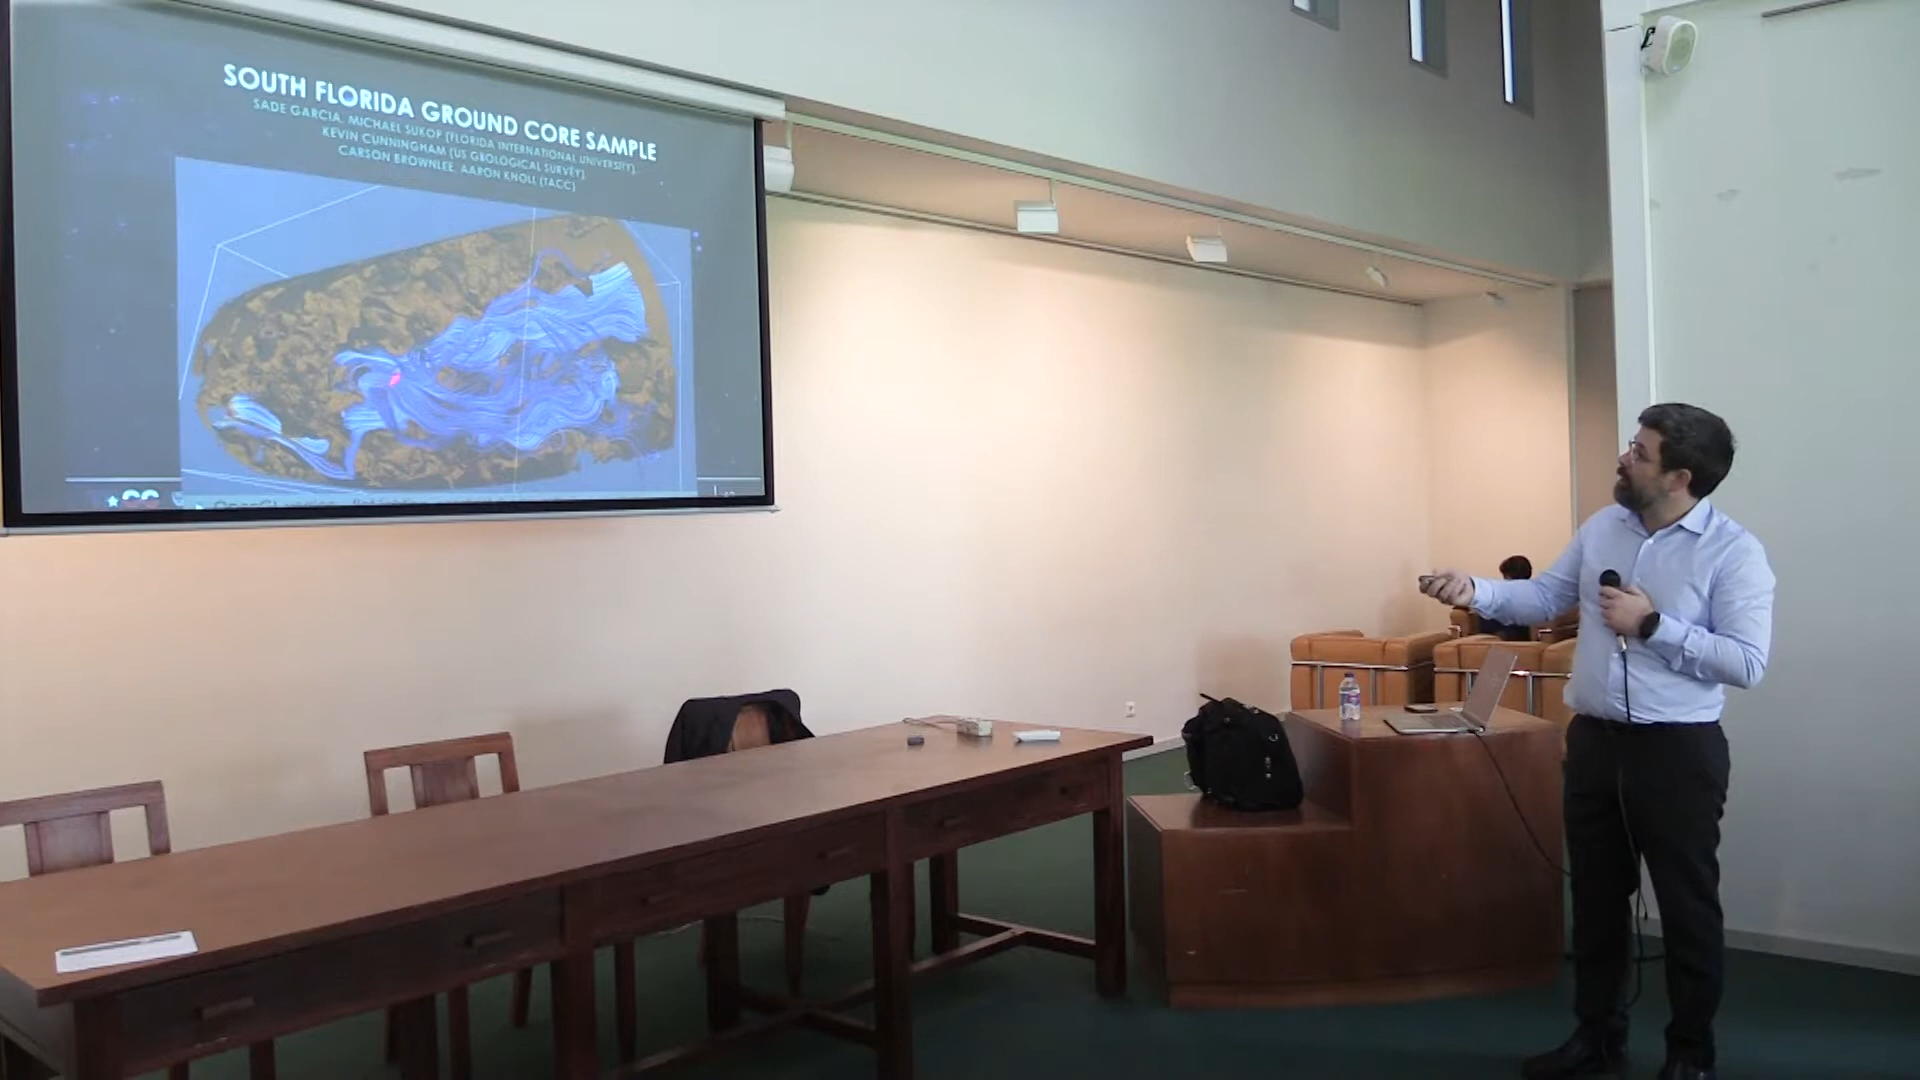 SOUTH FLORIDA GROUND CORE SAMPLE
SADE GARCIA, MICHAEL SUKOP (FLORIDA INTERNATIONAL UNIVERSITY),
KEVIN CUNNINGHAM (US GEOLOGICAL SURVEY),
CARSON BROWNLEE, AARON KNOLL (TACC)